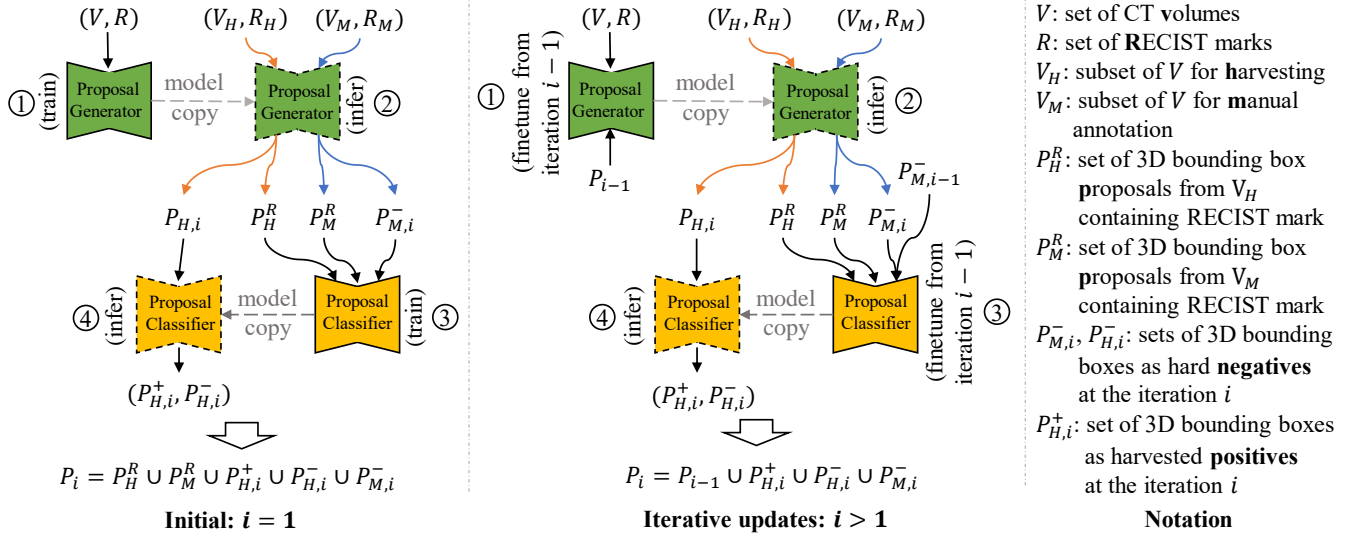 (V, R)
(V_H, R_H)
(V_M, R_M)
① (train)
Proposal
Generator
model
copy
Proposal
Generator
(infer) ②
P_{H,i}
P_H^R
P_M^R
P_{M,i}^-
④ (infer)
Proposal
Classifier
model
copy
Proposal
Classifier
(train) ③
(P_{H,i}^+, P_{H,i}^-)
P_i = P_H^R ∪ P_M^R ∪ P_{H,i}^+ ∪ P_{H,i}^- ∪ P_{M,i}^-
Initial: i = 1
(V, R)
(V_H, R_H)
(V_M, R_M)
①
(finetune from
iteration i − 1)
Proposal
Generator
model
copy
Proposal
Generator
(infer) ②
P_{i−1}
P_{M,i−1}^-
P_{H,i}
P_H^R
P_M^R
P_{M,i}^-
④ (infer)
Proposal
Classifier
model
copy
Proposal
Classifier
(finetune from
iteration i − 1)
③
(P_{H,i}^+, P_{H,i}^-)
P_i = P_{i−1} ∪ P_{H,i}^+ ∪ P_{H,i}^- ∪ P_{M,i}^-
Iterative updates: i > 1
V: set of CT volumes
R: set of RECIST marks
V_H: subset of V for harvesting
V_M: subset of V for manual
annotation
P_H^R: set of 3D bounding box
proposals from V_H
containing RECIST mark
P_M^R: set of 3D bounding box
proposals from V_M
containing RECIST mark
P_{M,i}^-, P_{H,i}^-: sets of 3D bounding
boxes as hard negatives
at the iteration i
P_{H,i}^+: set of 3D bounding boxes
as harvested positives
at the iteration i
Notation